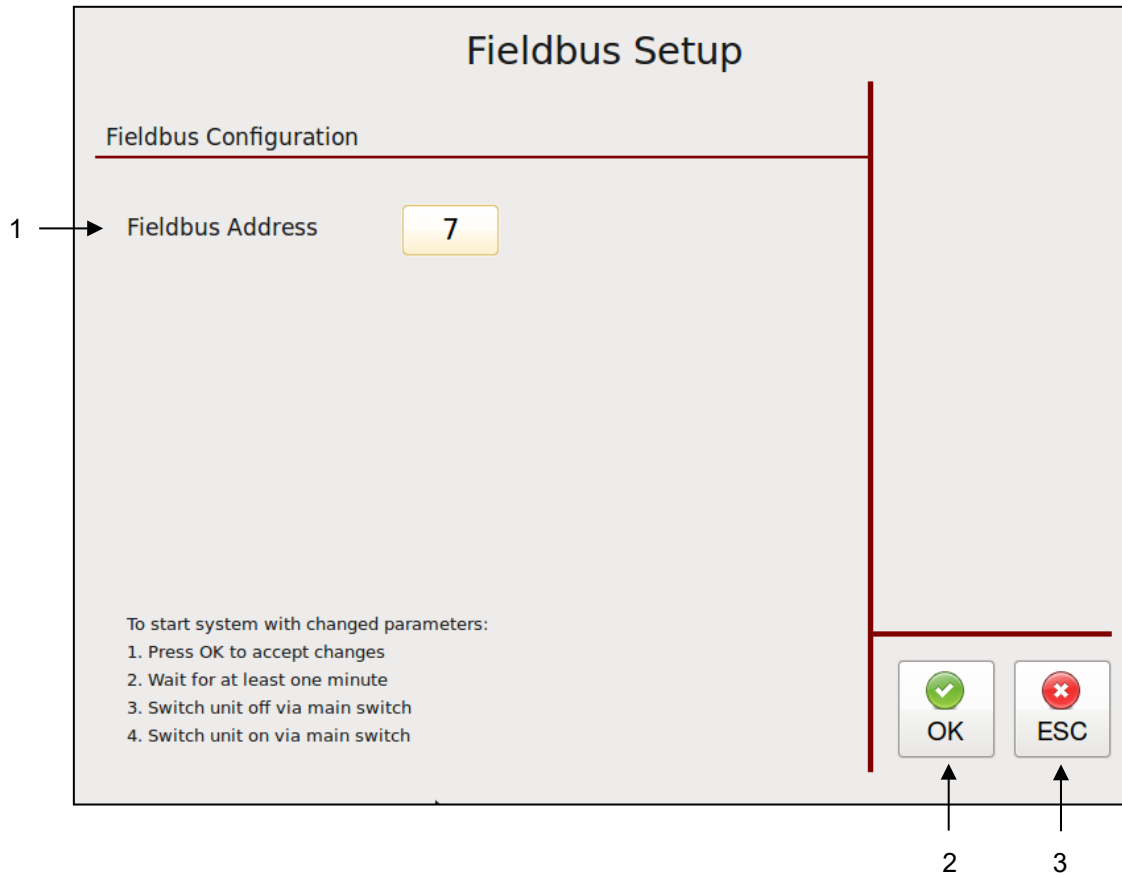 Fieldbus Setup
Fieldbus Configuration
1
Fieldbus Address 7
To start system with changed parameters:
1. Press OK to accept changes
2. Wait for at least one minute
3. Switch unit off via main switch
4. Switch unit on via main switch
OK ESC
2 3